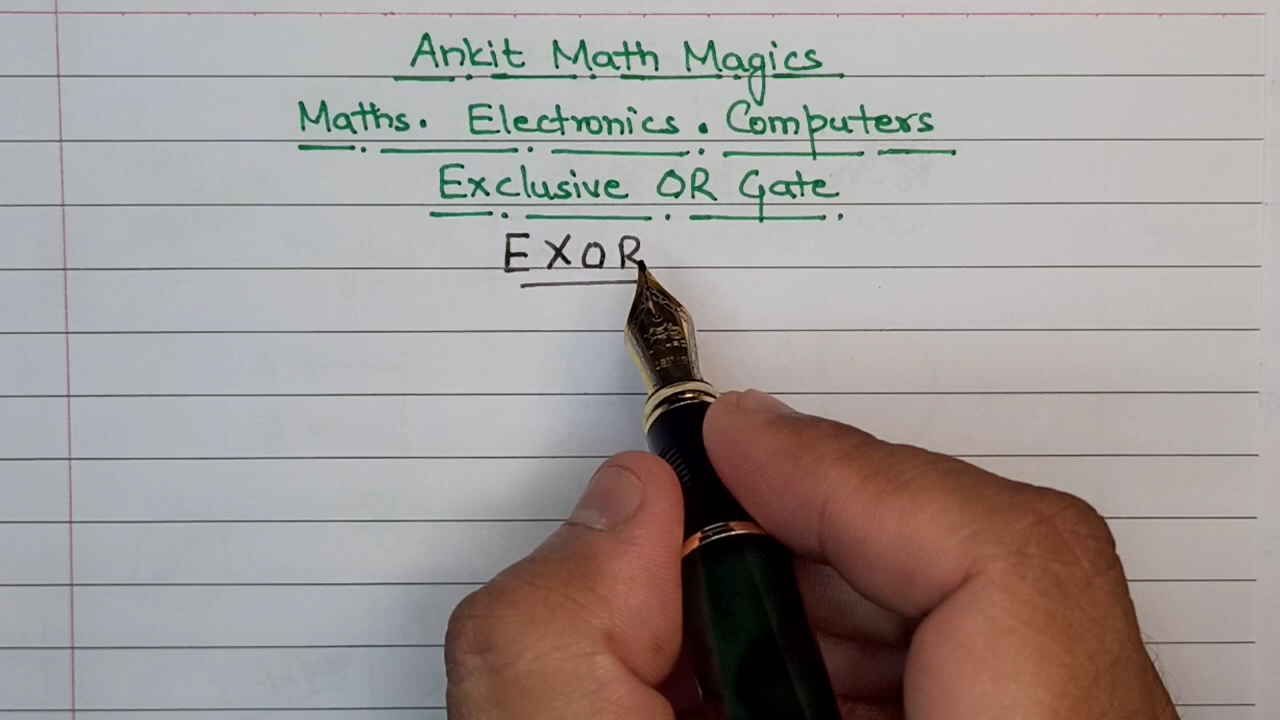 Ankit Math Magics
Maths. Electronics. Computers
Exclusive OR Gate
EXOR